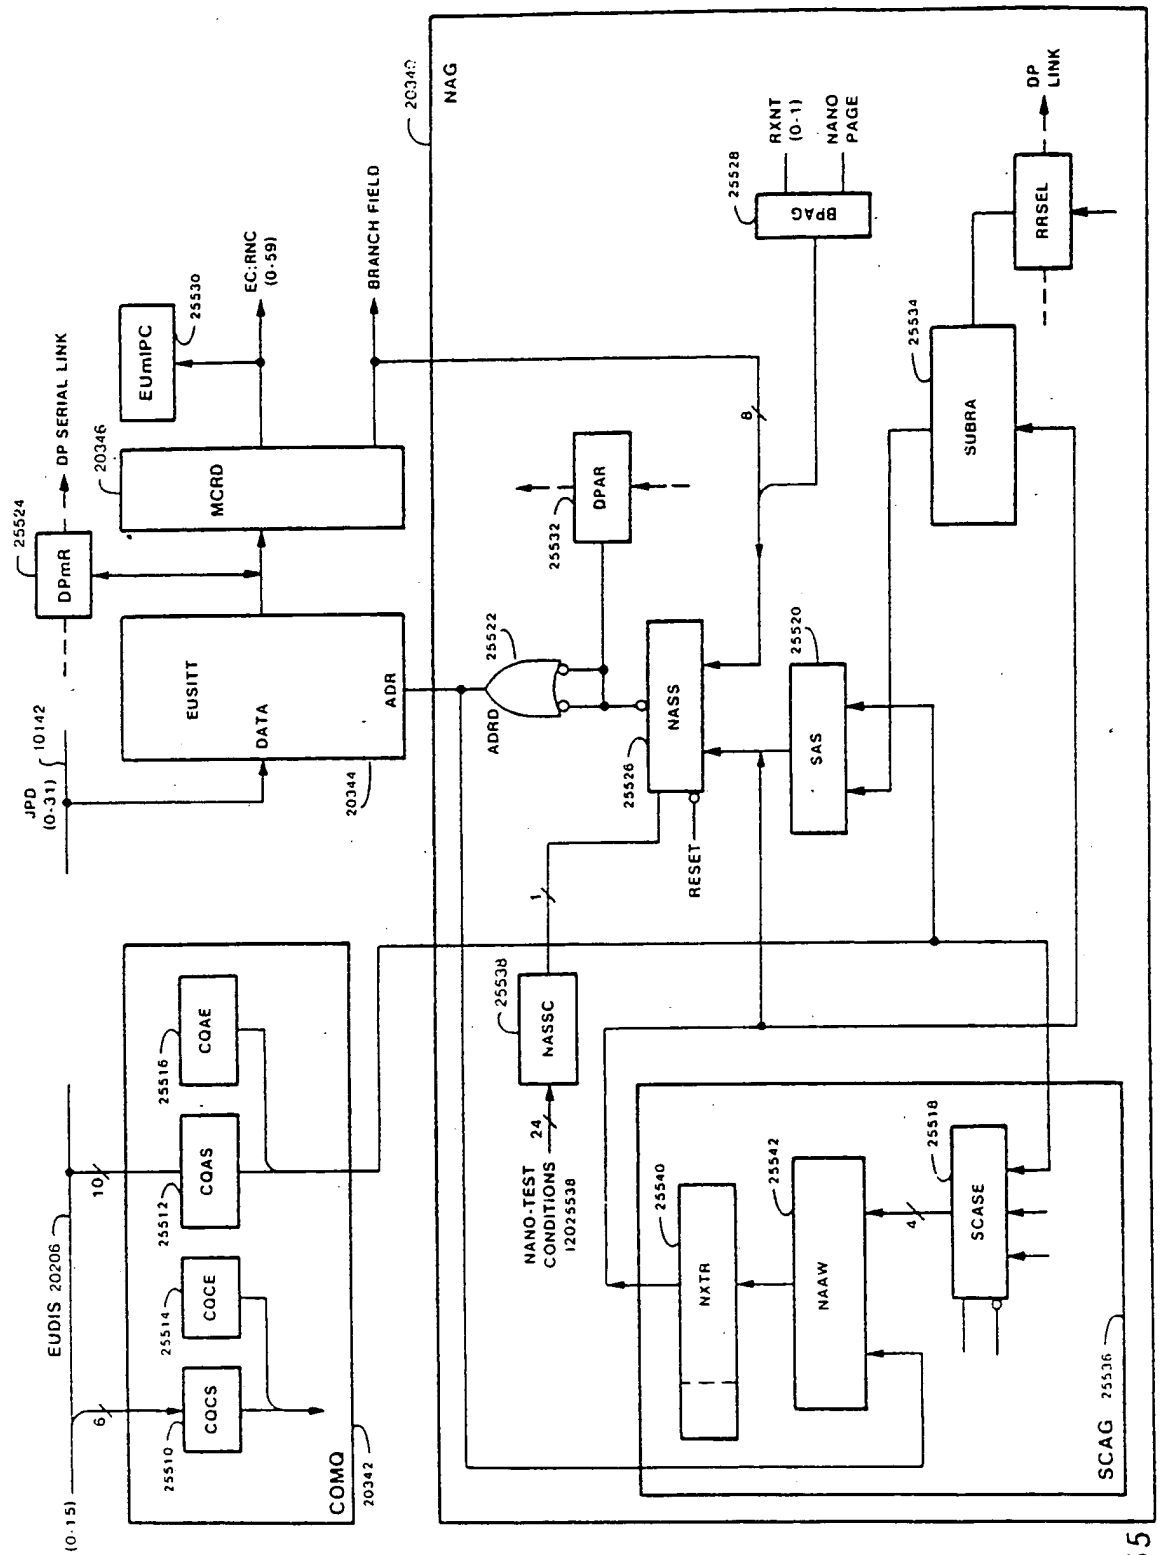 EUDIS 20206
(0-15)
6
10
25510
CQCS
25514
CQCE
25512
CQAS
25516
CQAE
COMQ
20342
JPD
(0-31)
10142
25524
DPmR
DP SERIAL LINK
EUSITT
DATA
ADR
20344
20346
MCRD
EUmIPC
25530
EC:RNC
(0-59)
BRANCH FIELD
20340
NAG
ADRD
25522
25532
DPAR
8
25528
BPAG
RXNT
(0-1)
NANO
PAGE
NANO-TEST
CONDITIONS
12025538
24
NASSC
25538
1
25526
NASS
RESET
SAS
25520
SUBRA
25534
RRSEL
DP
LINK
25540
NXTR
25542
NAAW
4
25518
SCASE
SCAG
25536